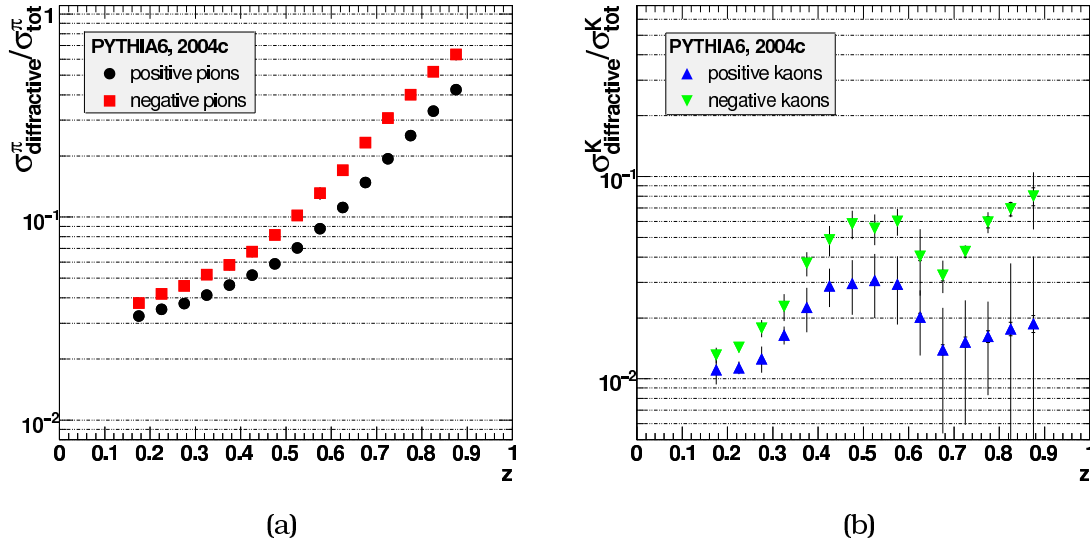 σ^π_diffractive/σ^π_tot
1
10⁻¹
10⁻²
PYTHIA6, 2004c
positive pions
negative pions
0 0.1 0.2 0.3 0.4 0.5 0.6 0.7 0.8 0.9 1
z
(a)
σ^K_diffractive/σ^K_tot
10⁻¹
10⁻²
PYTHIA6, 2004c
positive kaons
negative kaons
0 0.1 0.2 0.3 0.4 0.5 0.6 0.7 0.8 0.9 1
z
(b)